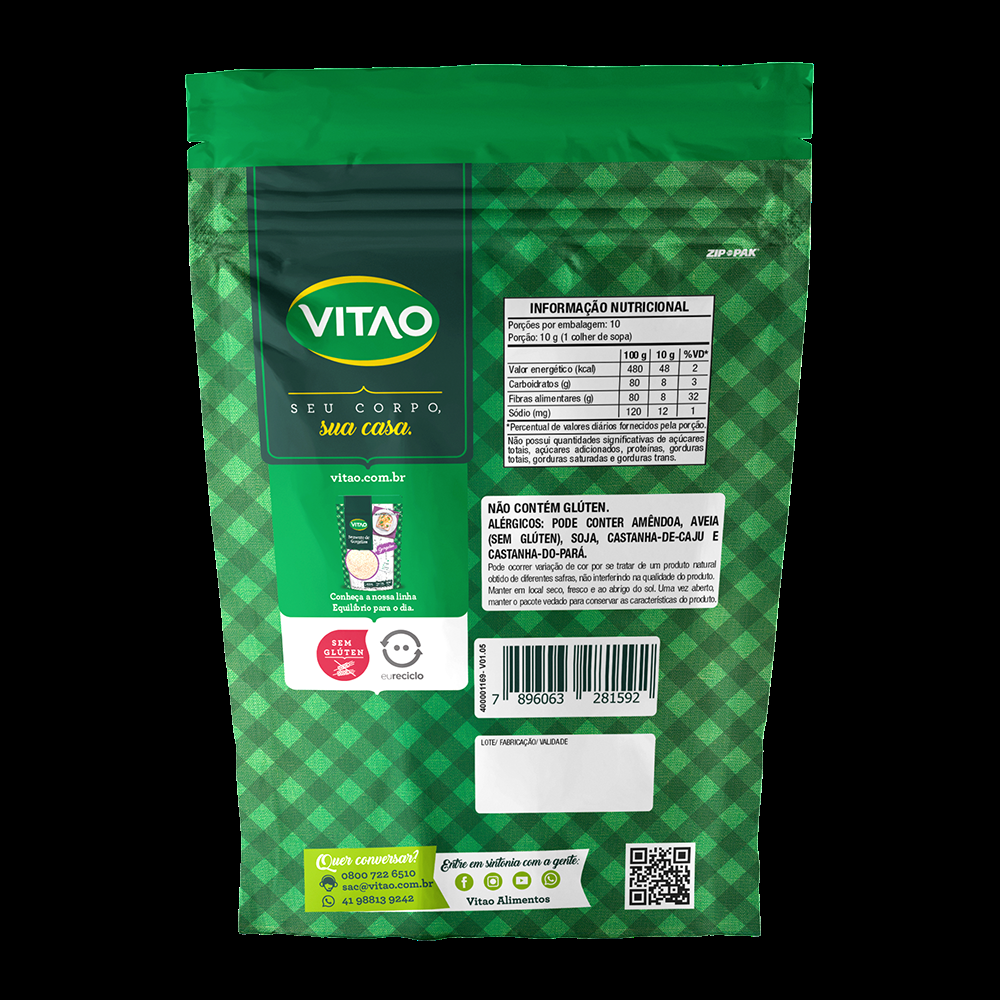 ZIP-PAK
VITAO
SEU CORPO,
sua casa.
vitao.com.br
VITAO
Conheça a nossa linha
Equilíbrio para o dia.
SEM
GLÚTEN
eureciclo
INFORMAÇÃO NUTRICIONAL
Porções por embalagem: 10
Porção: 10 g (1 colher de sopa)
100 g 10 g %VD*
Valor energético (kcal) 480 48 2
Carboidratos (g) 80 8 3
Fibras alimentares (g) 80 8 32
Sódio (mg) 120 12 1
*Percentual de valores diários fornecidos pela porção.
Não possui quantidades significativas de açúcares
totais, açúcares adicionados, proteínas, gorduras
totais, gorduras saturadas e gorduras trans.
NÃO CONTÉM GLÚTEN.
ALÉRGICOS: PODE CONTER AMÊNDOA, AVEIA
(SEM GLÚTEN), SOJA, CASTANHA-DE-CAJU E
CASTANHA-DO-PARÁ.
Pode ocorrer variação de cor por se tratar de um produto natural
obtido de diferentes safras, não interferindo na qualidade do produto.
Manter em local seco, fresco e ao abrigo do sol. Uma vez aberto,
manter o pacote vedado para conservar as características do produto.
400001169- V01.05
7 896063 281592
LOTE/ FABRICAÇÃO/ VALIDADE
Quer conversar?
0800 722 6510
sac@vitao.com.br
41 98813 9242
Entre em sintonia com a gente:
Vitao Alimentos